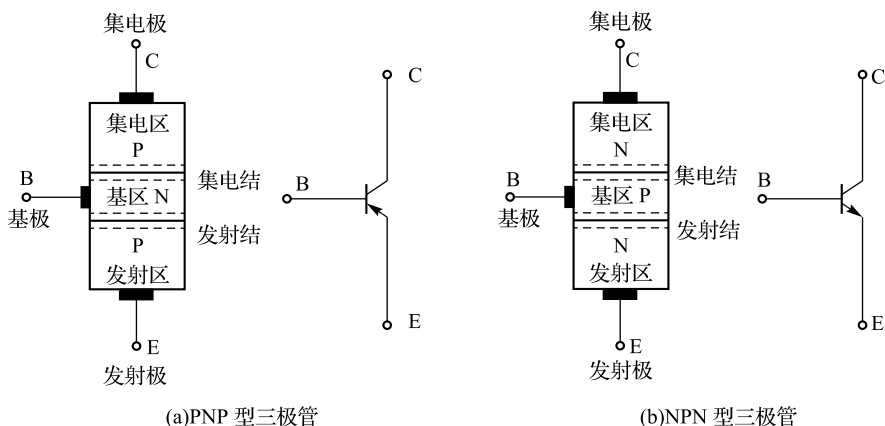 集电极
C
集电区
P
集电结
B
基区 N
基极
发射结
P
发射区
E
发射极
C
B
E
(a)PNP 型三极管
集电极
C
集电区
N
集电结
B
基区 P
基极
发射结
N
发射区
E
发射极
C
B
E
(b)NPN 型三极管